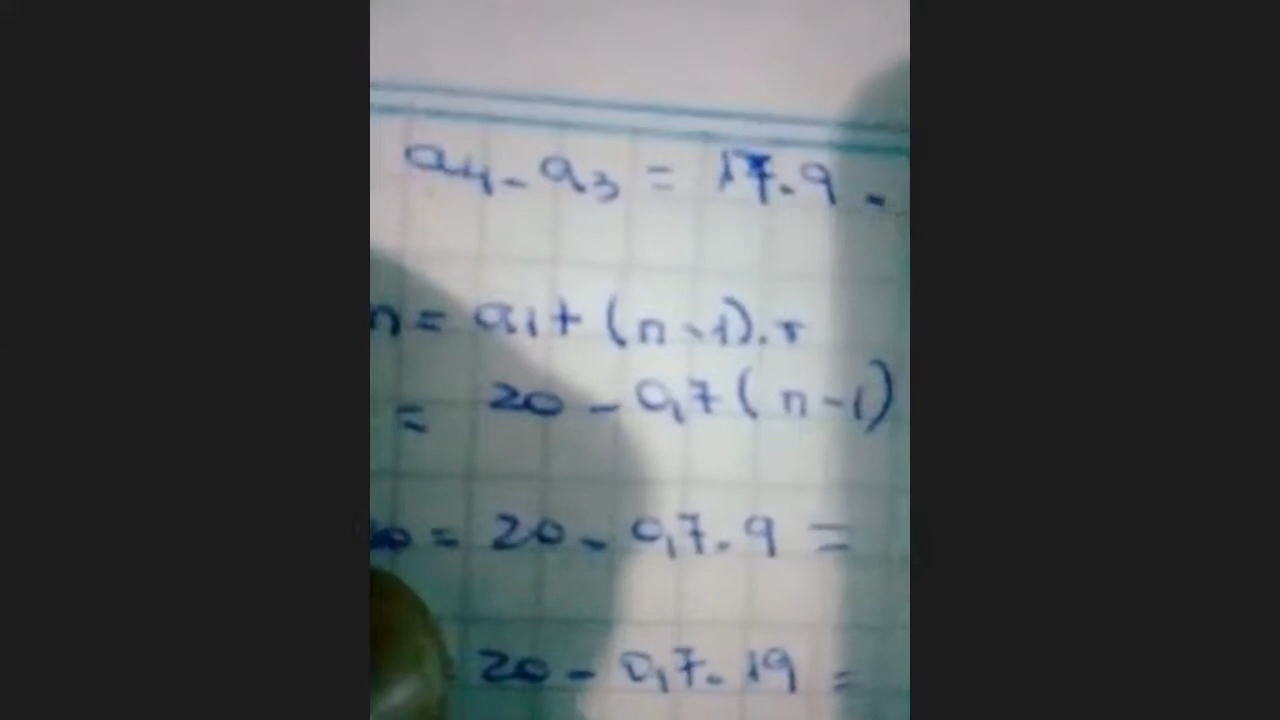 a4 - a3 = 17.9 -
n = a1 + (n-1).r
= 20 - 0,7 (n-1)
= 20 - 0,7.9 =
20 - 0,7.19 =